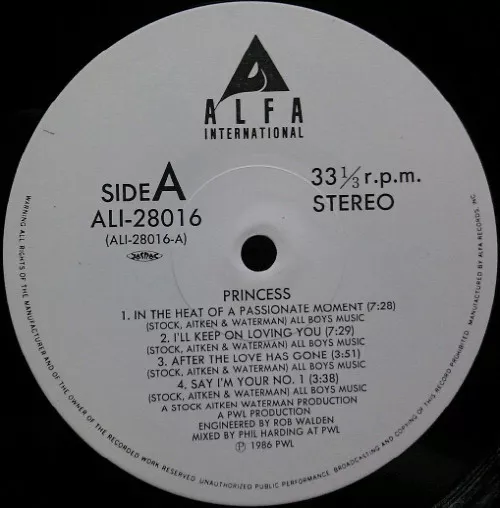 ALFA
INTERNATIONAL
SIDE A
ALI-28016
(ALI-28016-A)
33 1/3 r.p.m.
STEREO
JASRAC
PRINCESS
1. IN THE HEAT OF A PASSIONATE MOMENT (7:28)
(STOCK, AITKEN & WATERMAN) ALL BOYS MUSIC
2. I'LL KEEP ON LOVING YOU (7:29)
(STOCK, AITKEN & WATERMAN) ALL BOYS MUSIC
3. AFTER THE LOVE HAS GONE (3:51)
(STOCK, AITKEN & WATERMAN) ALL BOYS MUSIC
4. SAY I'M YOUR NO. 1 (3:38)
(STOCK, AITKEN & WATERMAN) ALL BOYS MUSIC
A STOCK AITKEN WATERMAN PRODUCTION
A PWL PRODUCTION
ENGINEERED BY ROB WALDEN
MIXED BY PHIL HARDING AT PWL
℗ 1986 PWL
WARNING: ALL RIGHTS OF THE MANUFACTURER AND OF THE OWNER OF THE RECORDED WORK RESERVED. UNAUTHORIZED PUBLIC PERFORMANCE, BROADCASTING AND COPYING OF THIS RECORD PROHIBITED. MANUFACTURED BY ALFA RECORDS, INC.